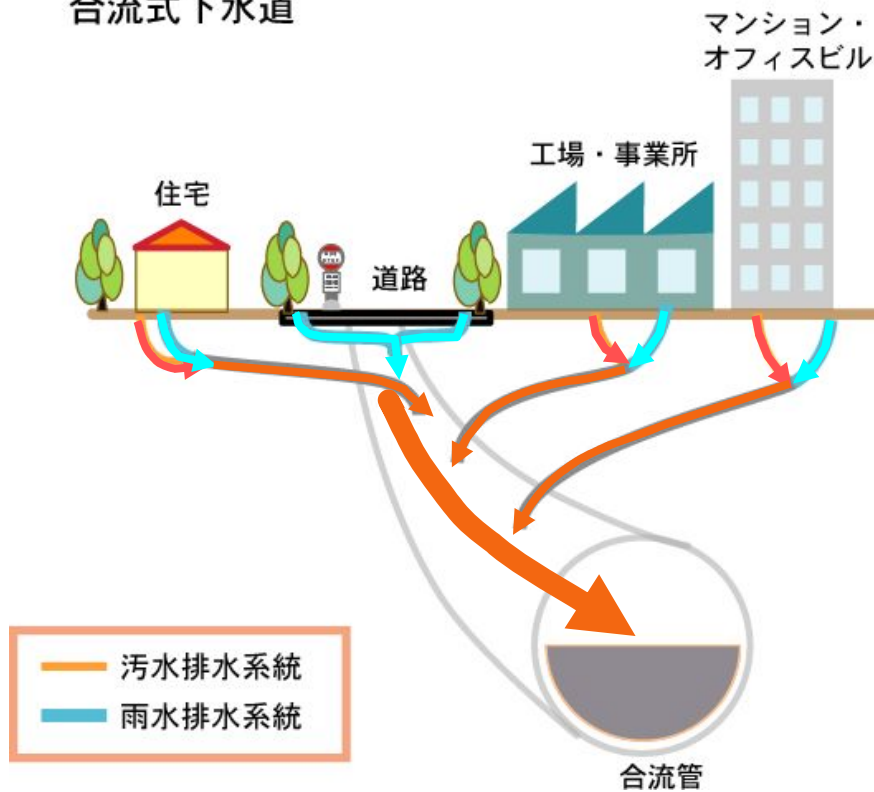 合流式下水道
マンション・
オフィスビル
工場・事業所
住宅
道路
汚水排水系統
雨水排水系統
合流管